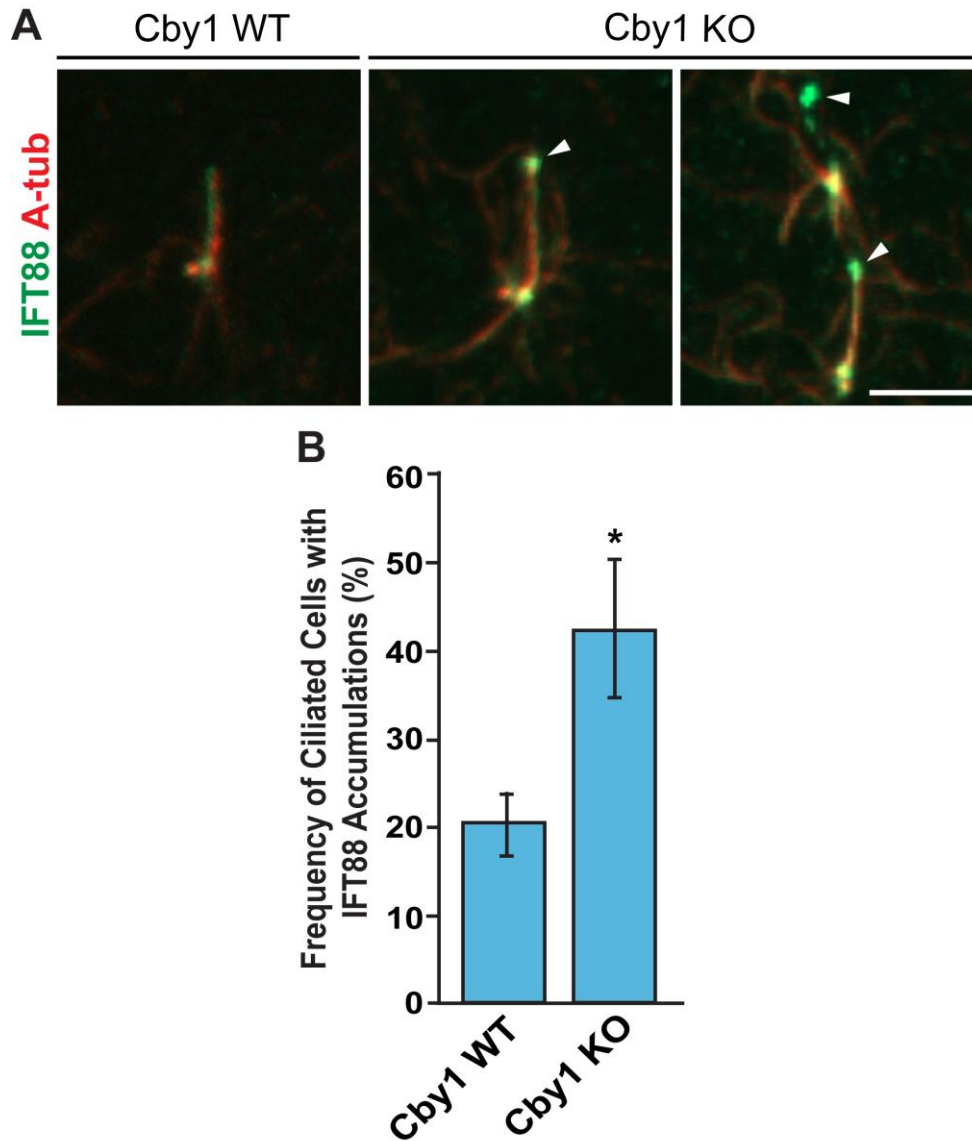 A
Cby1 WT
Cby1 KO
IFT88 A-tub
B
Frequency of Ciliated Cells with
IFT88 Accumulations (%)
60
50
40
30
20
10
0
*
Cby1 WT
Cby1 KO